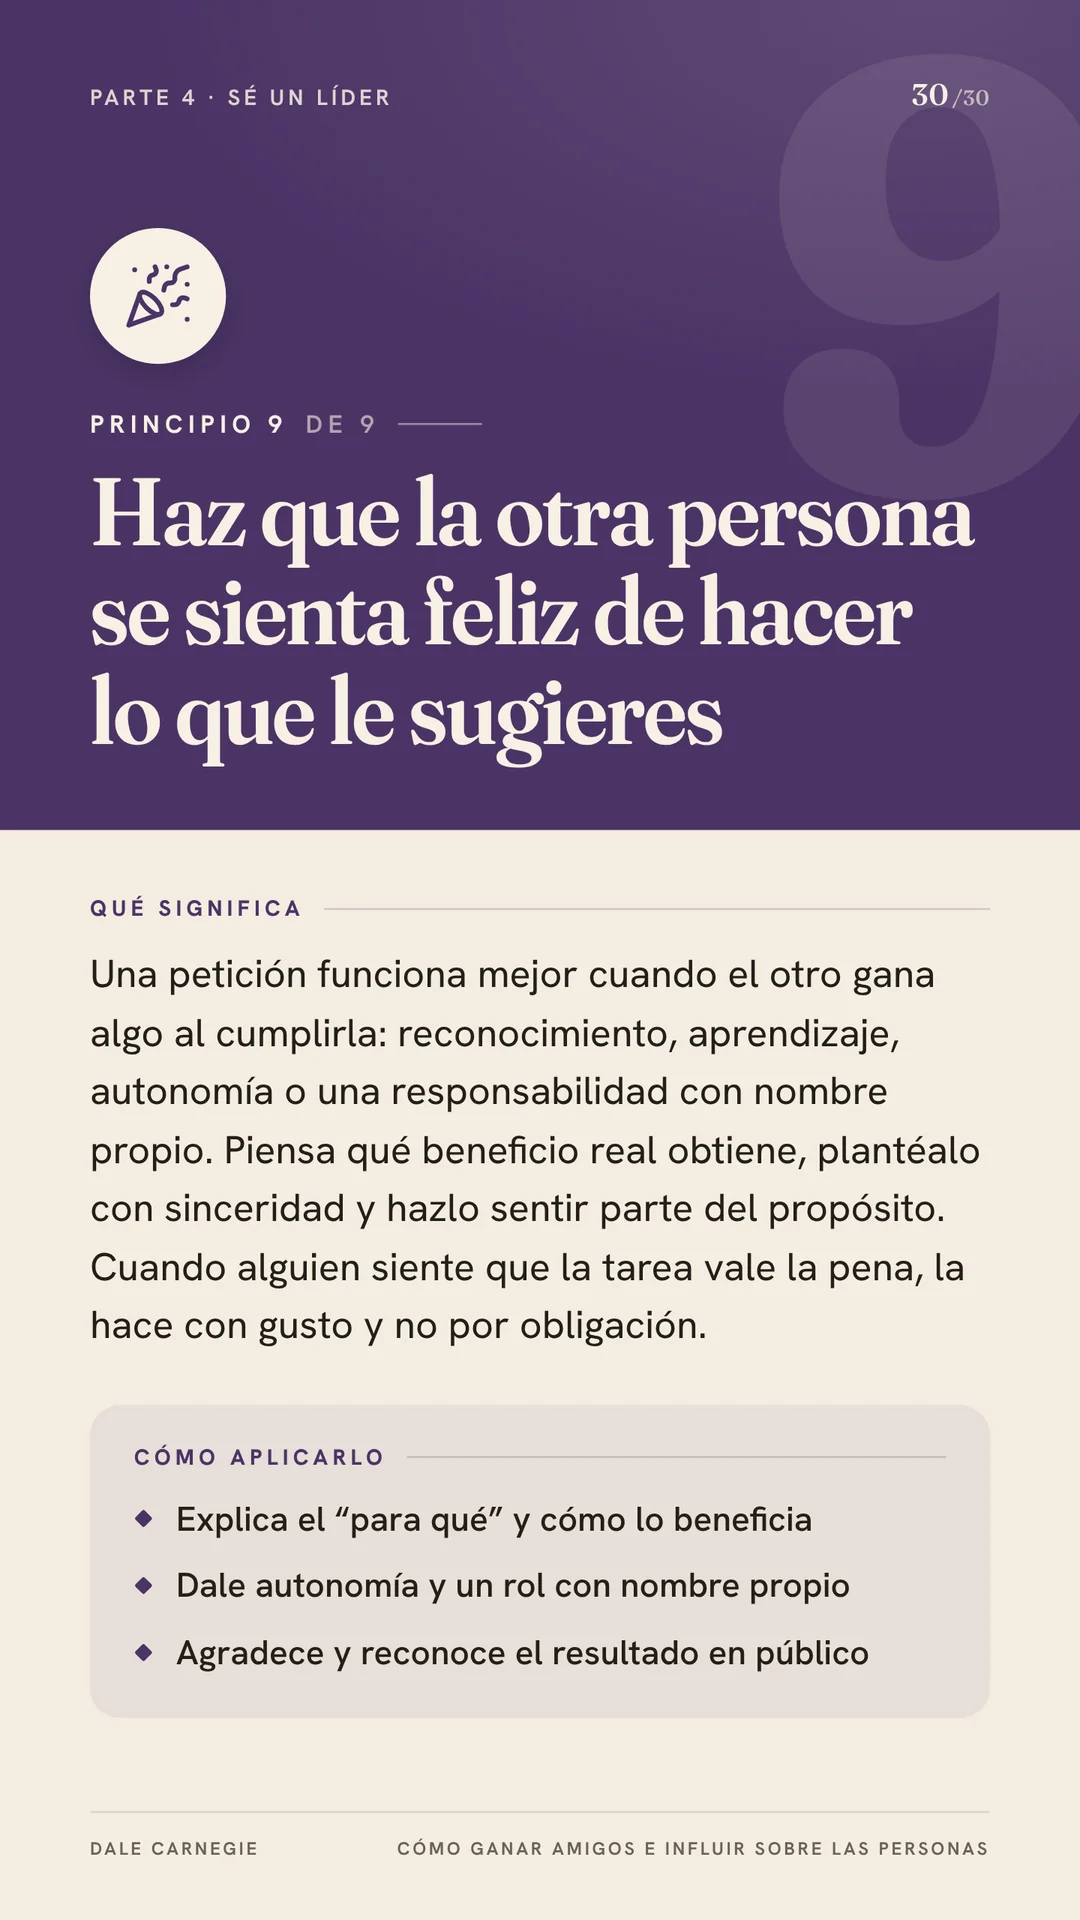 PARTE 4 · SÉ UN LÍDER
30/30
9
PRINCIPIO 9 DE 9
Haz que la otra persona
se sienta feliz de hacer
lo que le sugieres
QUÉ SIGNIFICA
Una petición funciona mejor cuando el otro gana
algo al cumplirla: reconocimiento, aprendizaje,
autonomía o una responsabilidad con nombre
propio. Piensa qué beneficio real obtiene, plantéalo
con sinceridad y hazlo sentir parte del propósito.
Cuando alguien siente que la tarea vale la pena, la
hace con gusto y no por obligación.
CÓMO APLICARLO
Explica el “para qué” y cómo lo beneficia
Dale autonomía y un rol con nombre propio
Agradece y reconoce el resultado en público
DALE CARNEGIE
CÓMO GANAR AMIGOS E INFLUIR SOBRE LAS PERSONAS